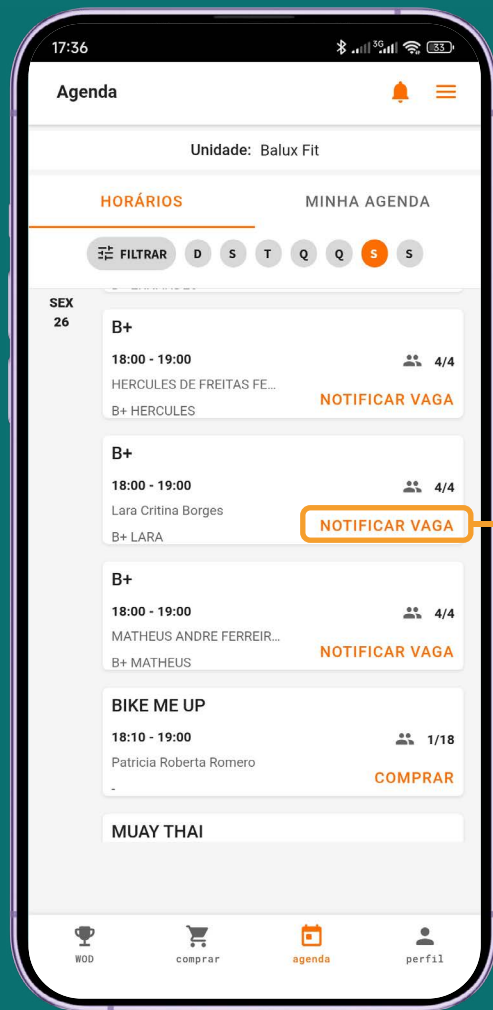 17:36
3G
33
Agenda
Unidade: Balux Fit
HORÁRIOS
MINHA AGENDA
FILTRAR
D
S
T
Q
Q
S
S
SEX
26
B+
18:00 - 19:00
4/4
HERCULES DE FREITAS FE...
NOTIFICAR VAGA
B+ HERCULES
B+
18:00 - 19:00
4/4
Lara Critina Borges
NOTIFICAR VAGA
B+ LARA
B+
18:00 - 19:00
4/4
MATHEUS ANDRE FERREIR...
NOTIFICAR VAGA
B+ MATHEUS
BIKE ME UP
18:10 - 19:00
1/18
Patricia Roberta Romero
COMPRAR
-
MUAY THAI
WOD
comprar
agenda
perfil